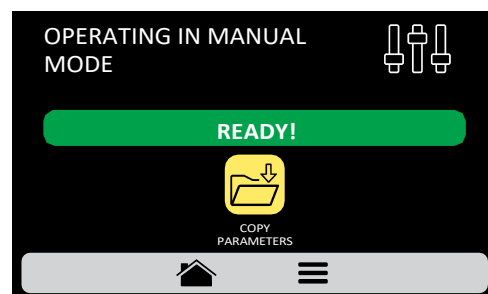 OPERATING IN MANUAL
MODE
READY!
COPY
PARAMETERS